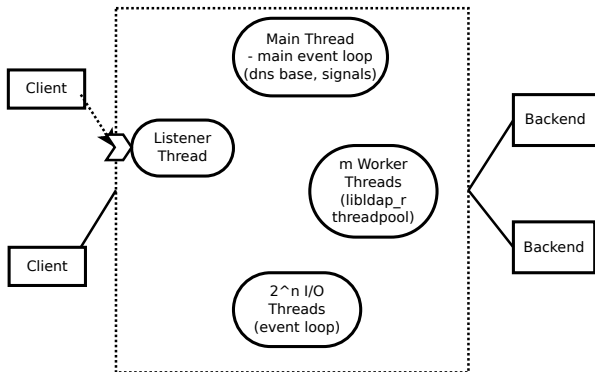 Main Thread
- main event loop
(dns base, signals)
Client
Listener
Thread
Backend
m Worker
Threads
(libldap_r
threadpool)
Client
Backend
2^n I/O
Threads
(event loop)